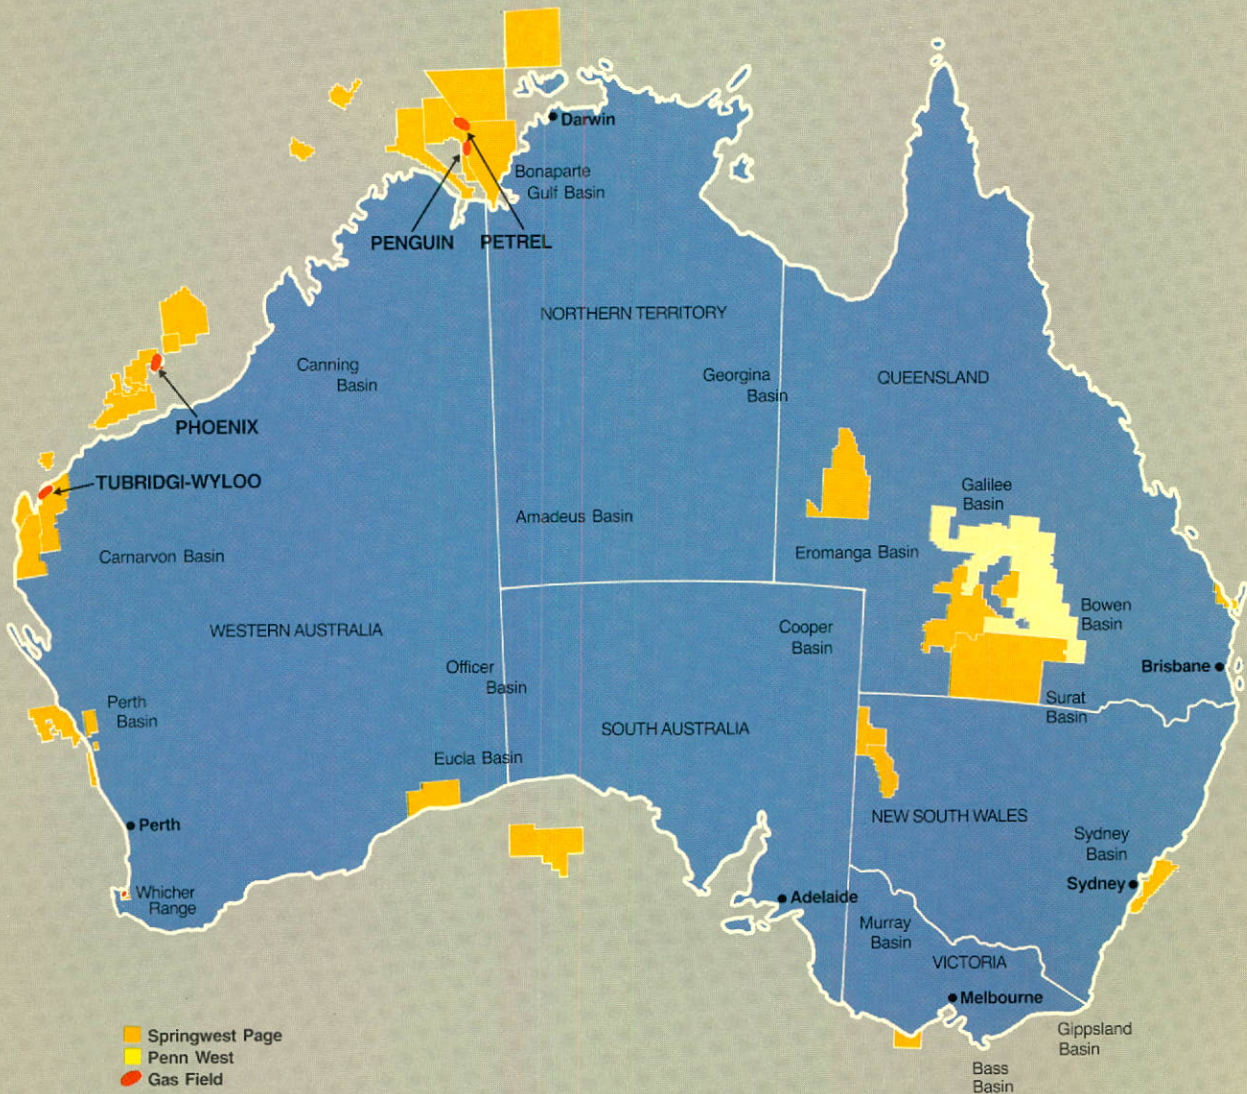 Darwin
Bonaparte
Gulf Basin
PENGUIN
PETREL
NORTHERN TERRITORY
Canning
Basin
Georgina
Basin
QUEENSLAND
PHOENIX
TUBRIDGI-WYLOO
Galilee
Basin
Amadeus Basin
Carnarvon Basin
Eromanga Basin
Bowen
Basin
WESTERN AUSTRALIA
Cooper
Basin
Officer
Basin
Brisbane
Perth
Basin
Surat
Basin
SOUTH AUSTRALIA
Eucla Basin
Perth
NEW SOUTH WALES
Sydney
Basin
Sydney
Whicher
Range
Adelaide
Murray
Basin
VICTORIA
Melbourne
Gippsland
Basin
Bass
Basin
Springwest Page
Penn West
Gas Field